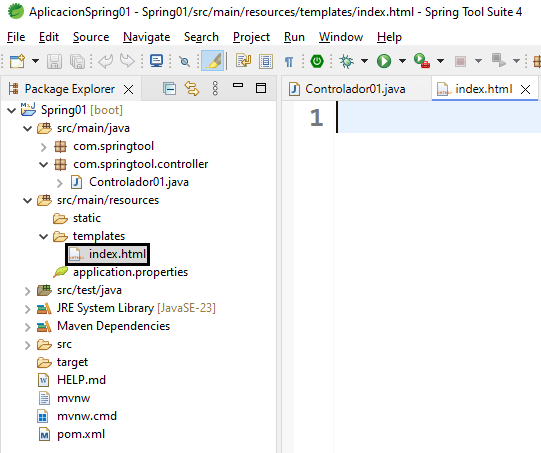 AplicacionSpring01 - Spring01/src/main/resources/templates/index.html - Spring Tool Suite 4
File Edit Source Navigate Search Project Run Window Help
Package Explorer
Controlador01.java index.html
Spring01 [boot]
1
src/main/java
com.springtool
com.springtool.controller
Controlador01.java
src/main/resources
static
templates
index.html
application.properties
src/test/java
JRE System Library [JavaSE-23]
Maven Dependencies
src
target
HELP.md
mvnw
mvnw.cmd
pom.xml